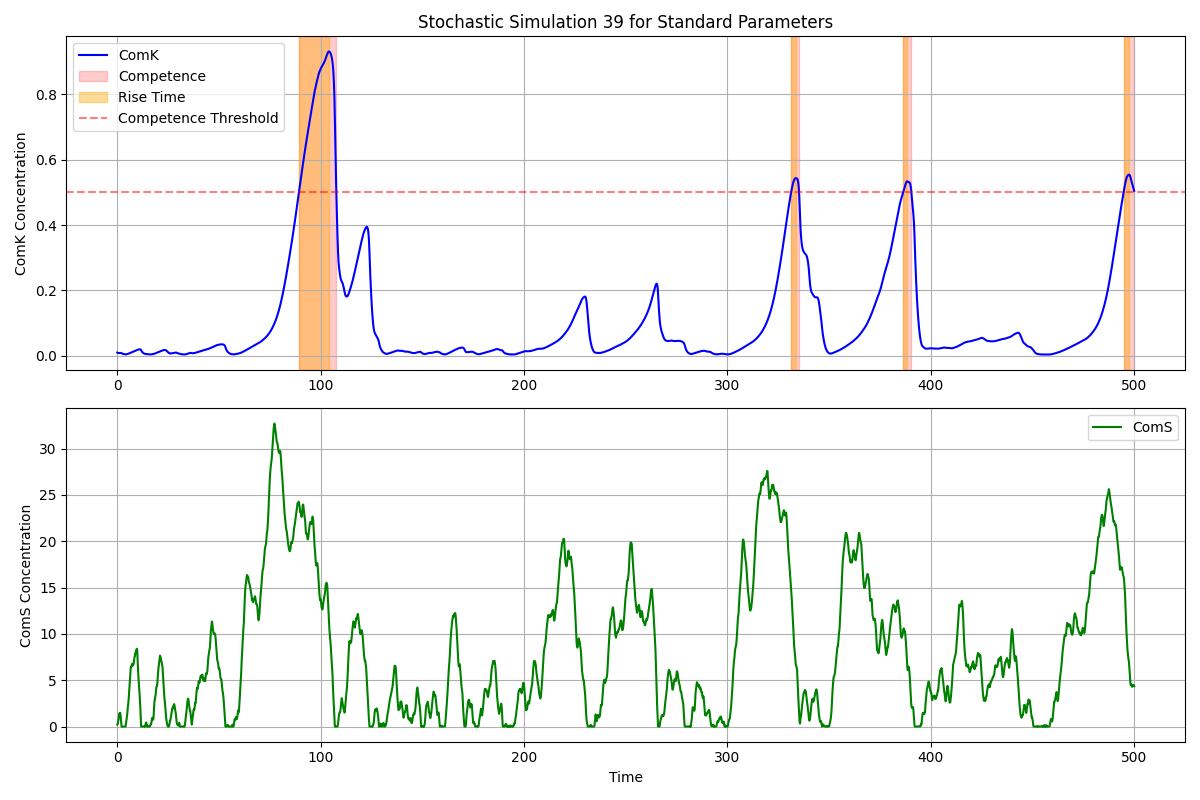 Stochastic Simulation 39 for Standard Parameters
ComK Concentration
0.8
0.6
0.4
0.2
0.0
ComK
Competence
Rise Time
Competence Threshold
0 100 200 300 400 500
ComS Concentration
30
25
20
15
10
5
0
ComS
0 100 200 300 400 500
Time